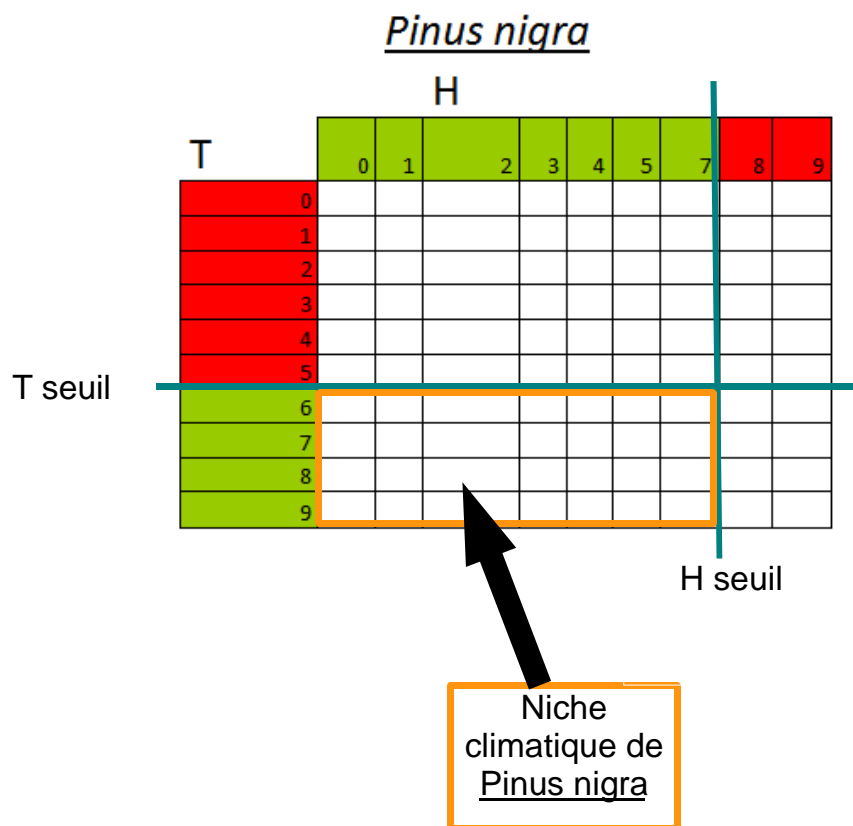 Pinus nigra
H
T
0 1 2 3 4 5 7 8 9
0
1
2
3
4
5
T seuil
6
7
8
9
H seuil
Niche
climatique de
Pinus nigra